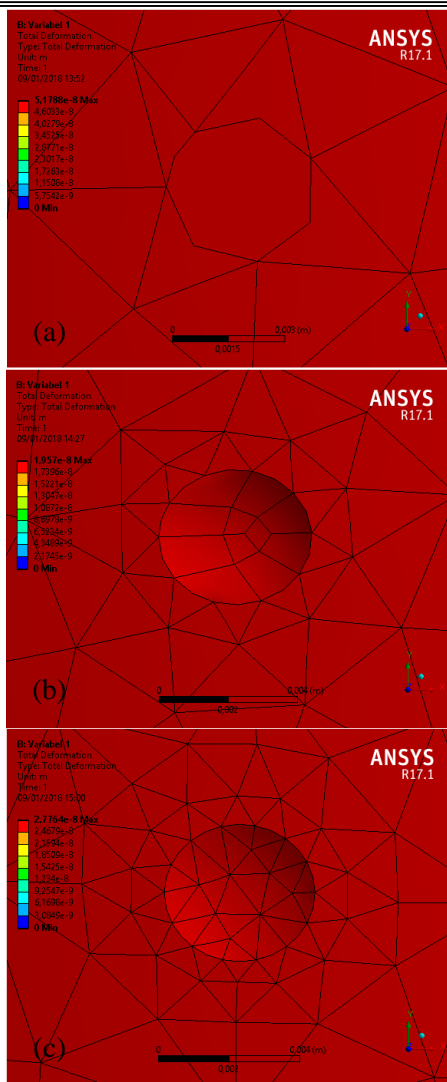 B: Variabel 1
Total Deformation
Type: Total Deformation
Unit: m
Time: 1
09/01/2018 13:52
5,1788e-8 Max
4,6033e-8
4,0279e-8
3,4525e-8
2,8771e-8
2,3017e-8
1,7263e-8
1,1508e-8
5,7542e-9
0 Min
ANSYS
R17.1
(a)
0
0,003 (m)
0,0015
Y
B: Variabel 1
Total Deformation
Type: Total Deformation
Unit: m
Time: 1
09/01/2018 14:27
1,957e-8 Max
1,7396e-8
1,5221e-8
1,3047e-8
1,0872e-8
8,6978e-9
6,5234e-9
4,3489e-9
2,1745e-9
0 Min
ANSYS
R17.1
(b)
0
0,004 (m)
0,002
Y
X
B: Variabel 1
Total Deformation
Type: Total Deformation
Unit: m
Time: 1
09/01/2018 15:00
2,7764e-8 Max
2,4679e-8
2,1594e-8
1,8509e-8
1,5425e-8
1,234e-8
9,2547e-9
6,1698e-9
3,0849e-9
0 Min
ANSYS
R17.1
(c)
0
0,004 (m)
0,002
Y
X